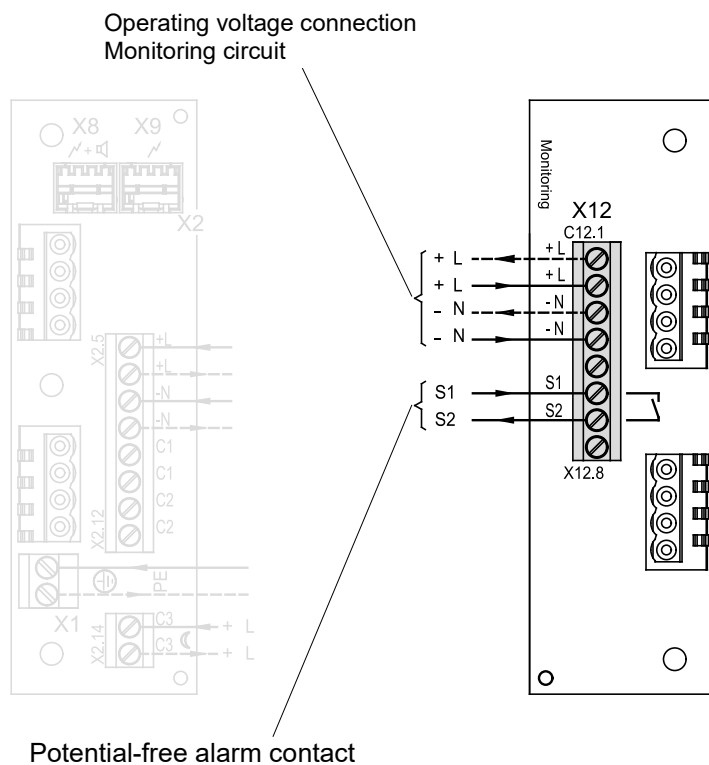 Operating voltage connection
Monitoring circuit
X8 X9
+
X2
X2.5
+L
+L
-N
-N
C1
C1
C2
C2
X2.12
PE
X1
X2.14
C3 + L
C3 + L
Monitoring
X12
C12.1
+ L +L
+ L +L
- N -N
- N -N
S1 S1
S2 S2
X12.8
Potential-free alarm contact